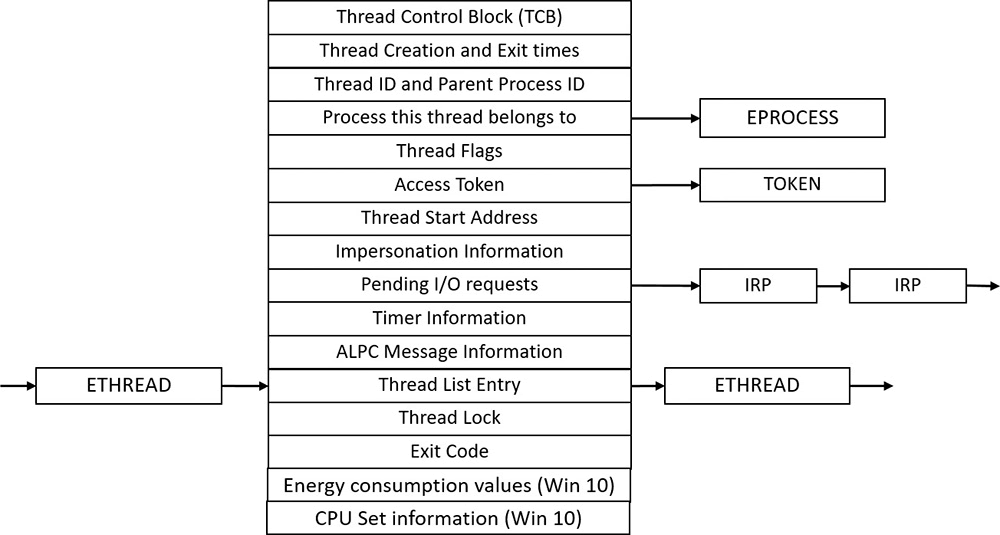 Thread Control Block (TCB)
Thread Creation and Exit times
Thread ID and Parent Process ID
Process this thread belongs to
EPROCESS
Thread Flags
Access Token
TOKEN
Thread Start Address
Impersonation Information
Pending I/O requests
IRP
IRP
Timer Information
ALPC Message Information
ETHREAD
Thread List Entry
ETHREAD
Thread Lock
Exit Code
Energy consumption values (Win 10)
CPU Set information (Win 10)